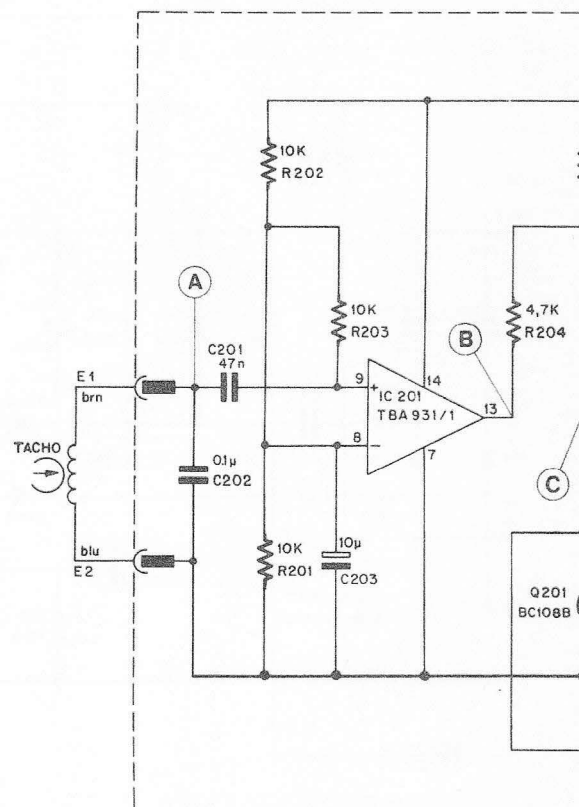 10K
R202
A
10K
R203
4,7K
R204
C201
47n
B
E1
brn
9
+
14
IC 201
TBA 931/1
13
TACHO
8
−
7
0.1µ
C202
C
blu
E2
10K
R201
10µ
C203
Q201
BC108B